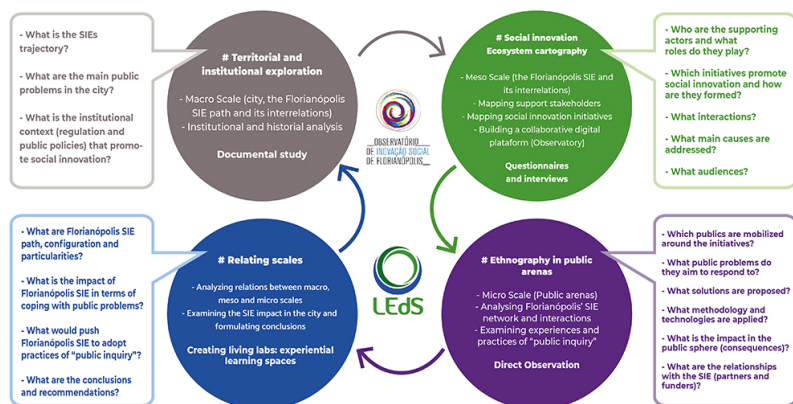 - What is the SIEs
trajectory?
- What are the main public
problems in the city?
- What is the institutional
context (regulation and
public policies) that promo-
te social innovation?
# Territorial and
institutional exploration
- Macro Scale (city, the Florianópolis
SIE path and its interrelations)
- Institutional and historial analysis
Documental study
OBSERVATÓRIO
DE INOVAÇÃO SOCIAL
DE FLORIANÓPOLIS
# Social innovation
Ecosystem cartography
Meso Scale (the Florianópolis SIE and
its interrelations)
- Mapping support stakeholders
- Mapping social innovation initiatives
- Building a collaborative digital
plataform (Observatory)
Questionnaires
and interviews
- Who are the supporting
actors and what
roles do they play?
- Which initiatives promote
social innovation and how
are they formed?
- What interactions?
- What main causes are
addressed?
- What audiences?
- What are Florianópolis SIE
path, configuration and
particularities?
- What is the impact of
Florianópolis SIE in terms of
coping with public problems?
- What would push
Florianópolis SIE to adopt
practices of “public inquiry”?
- What are the conclusions
and recommendations?
# Relating scales
- Analyzing relations between macro,
meso and micro scales
- Examining the SIE impact in the city and
formulating conclusions
Creating living labs: experiential
learning spaces
LEdS
# Ethnography in public
arenas
- Micro Scale (Public arenas)
- Analysing Florianópolis’ SIE
network and interactions
- Examining experiences and
practices of “public inquiry”
Direct Observation
- Which publics are mobilized
around the initiatives?
- What public problems do
they aim to respond to?
- What solutions are proposed?
- What methodology and
technologies are applied?
- What is the impact in
the public sphere (consequences)?
- What are the relationships
with the SIE (partners and
funders)?